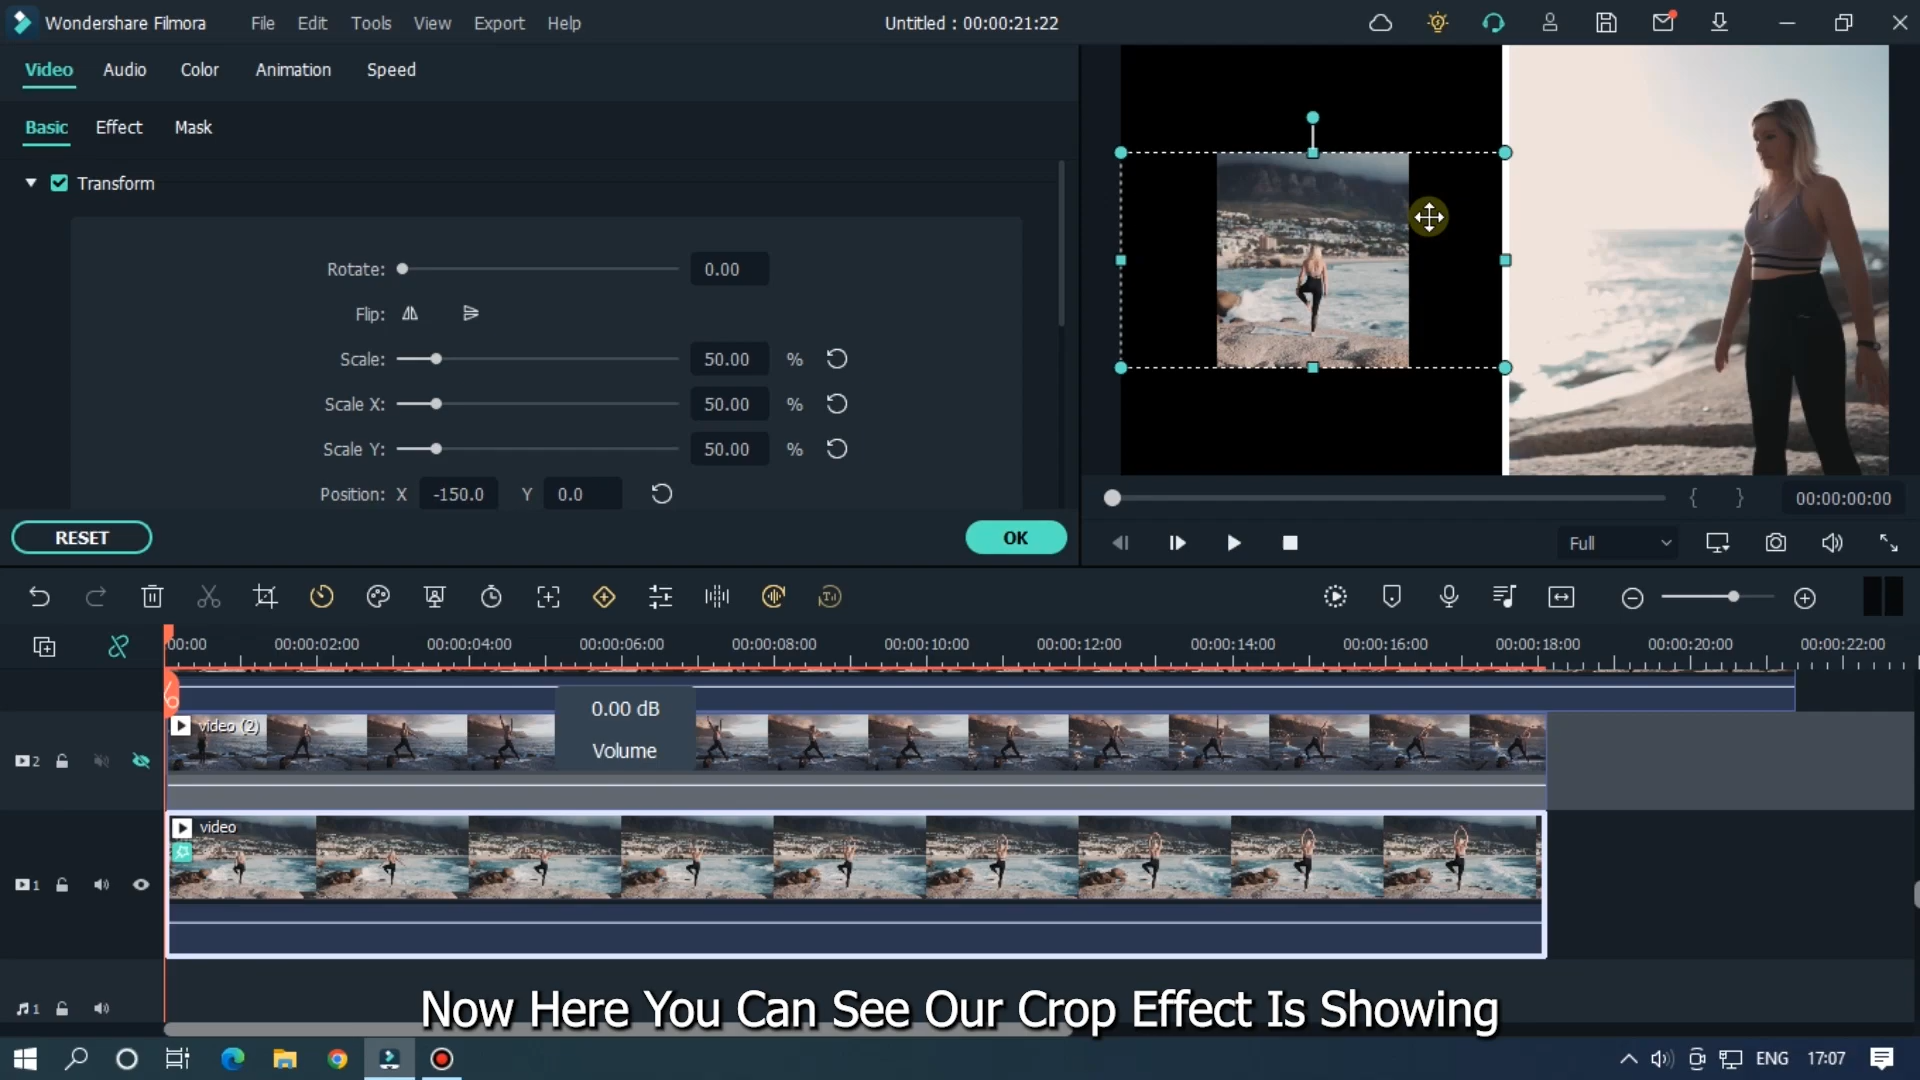 Wondershare Filmora
File Edit Tools View Export Help
Untitled : 00:00:21:22
Video Audio Color Animation Speed
Basic Effect Mask
Transform
Rotate: 0.00
Flip:
Scale: 50.00 %
Scale X: 50.00 %
Scale Y: 50.00 %
Position: X -150.0 Y 0.0
RESET OK
{ } 00:00:00:00
Full
00:00 00:00:02:00 00:00:04:00 00:00:06:00 00:00:08:00 00:00:10:00 00:00:12:00 00:00:14:00 00:00:16:00 00:00:18:00 00:00:20:00 00:00:22:00
0.00 dB
Volume
video (2)
2
video
1
1
Now Here You Can See Our Crop Effect Is Showing
ENG 17:07